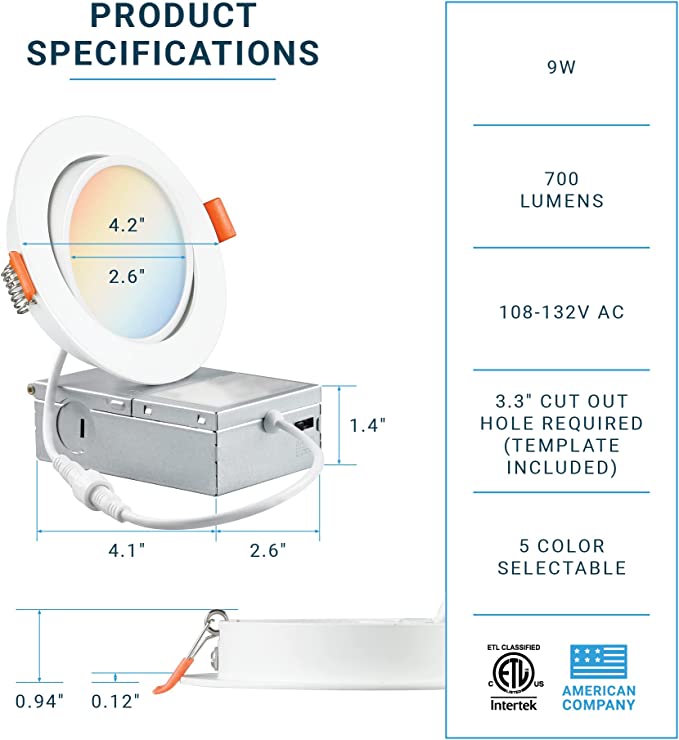 PRODUCT
SPECIFICATIONS
4.2"
2.6"
1.4"
4.1"
2.6"
0.94"
0.12"
9W
700
LUMENS
108-132V AC
3.3" CUT OUT
HOLE REQUIRED
(TEMPLATE
INCLUDED)
5 COLOR
SELECTABLE
ETL CLASSIFIED
C ETL US
LISTED
Intertek
AMERICAN
COMPANY